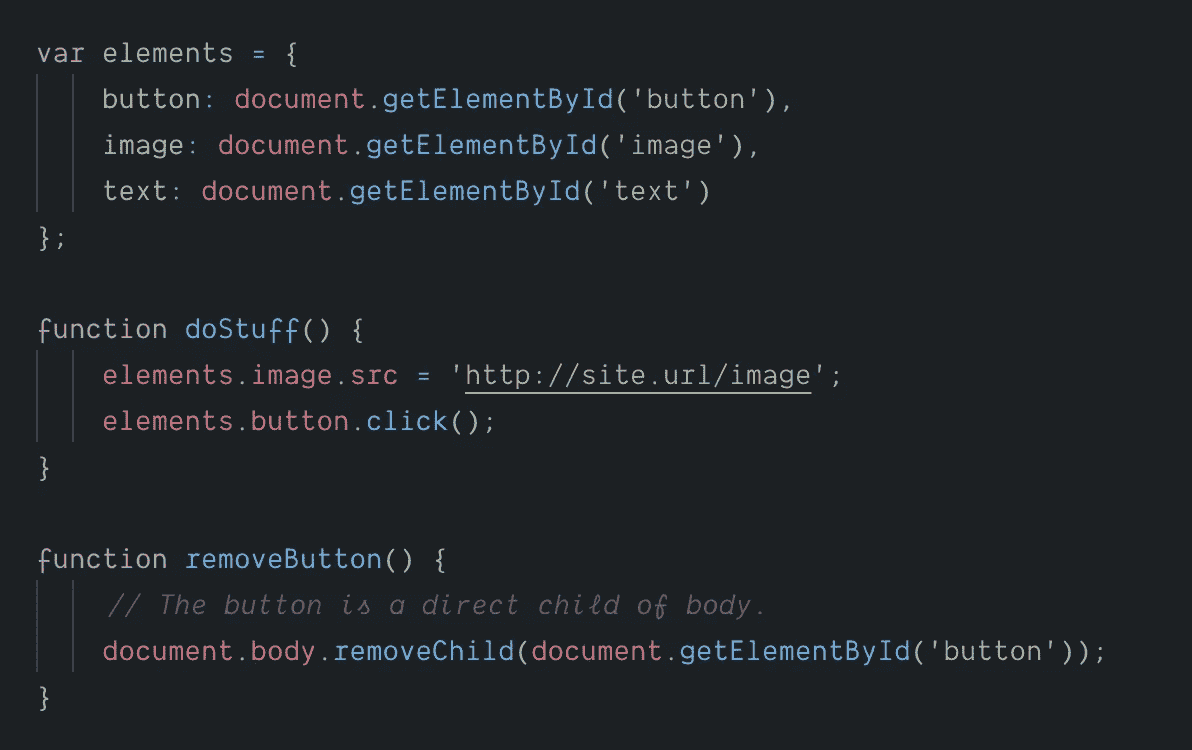 var elements = {
    button: document.getElementById('button'),
    image: document.getElementById('image'),
    text: document.getElementById('text')
};

function doStuff() {
    elements.image.src = 'http://site.url/image';
    elements.button.click();
}

function removeButton() {
    // The button is a direct child of body.
    document.body.removeChild(document.getElementById('button'));
}